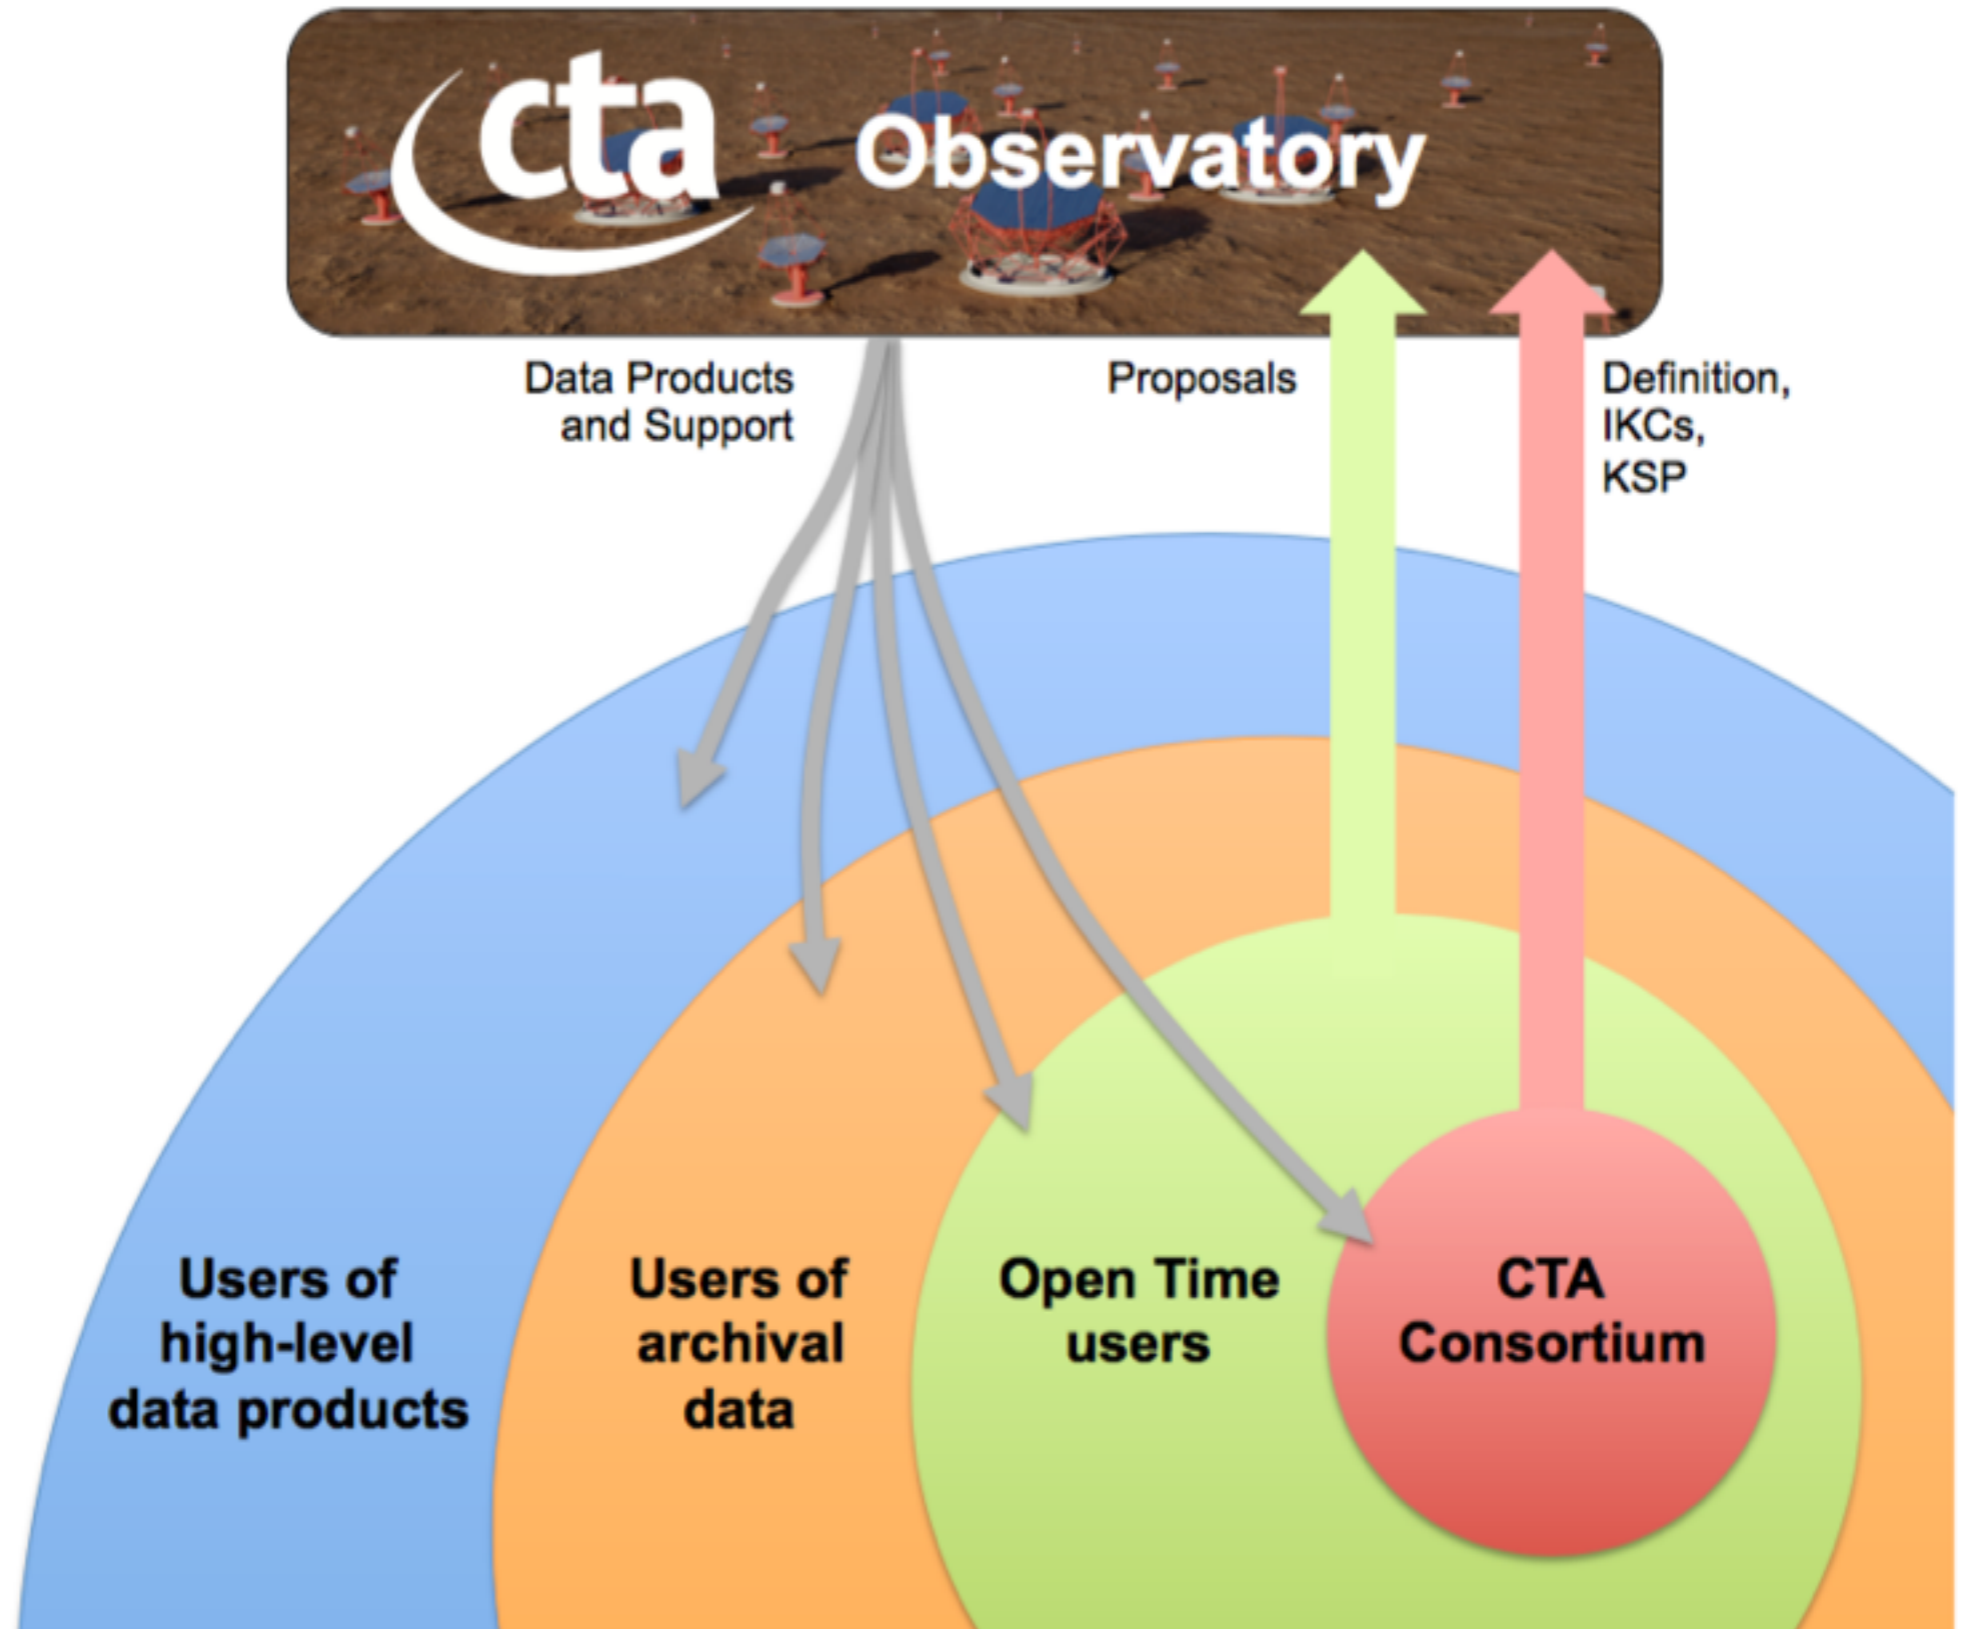 cta Observatory
Data Products
and Support
Proposals
Definition,
IKCs,
KSP
Users of
high-level
data products
Users of
archival
data
Open Time
users
CTA
Consortium